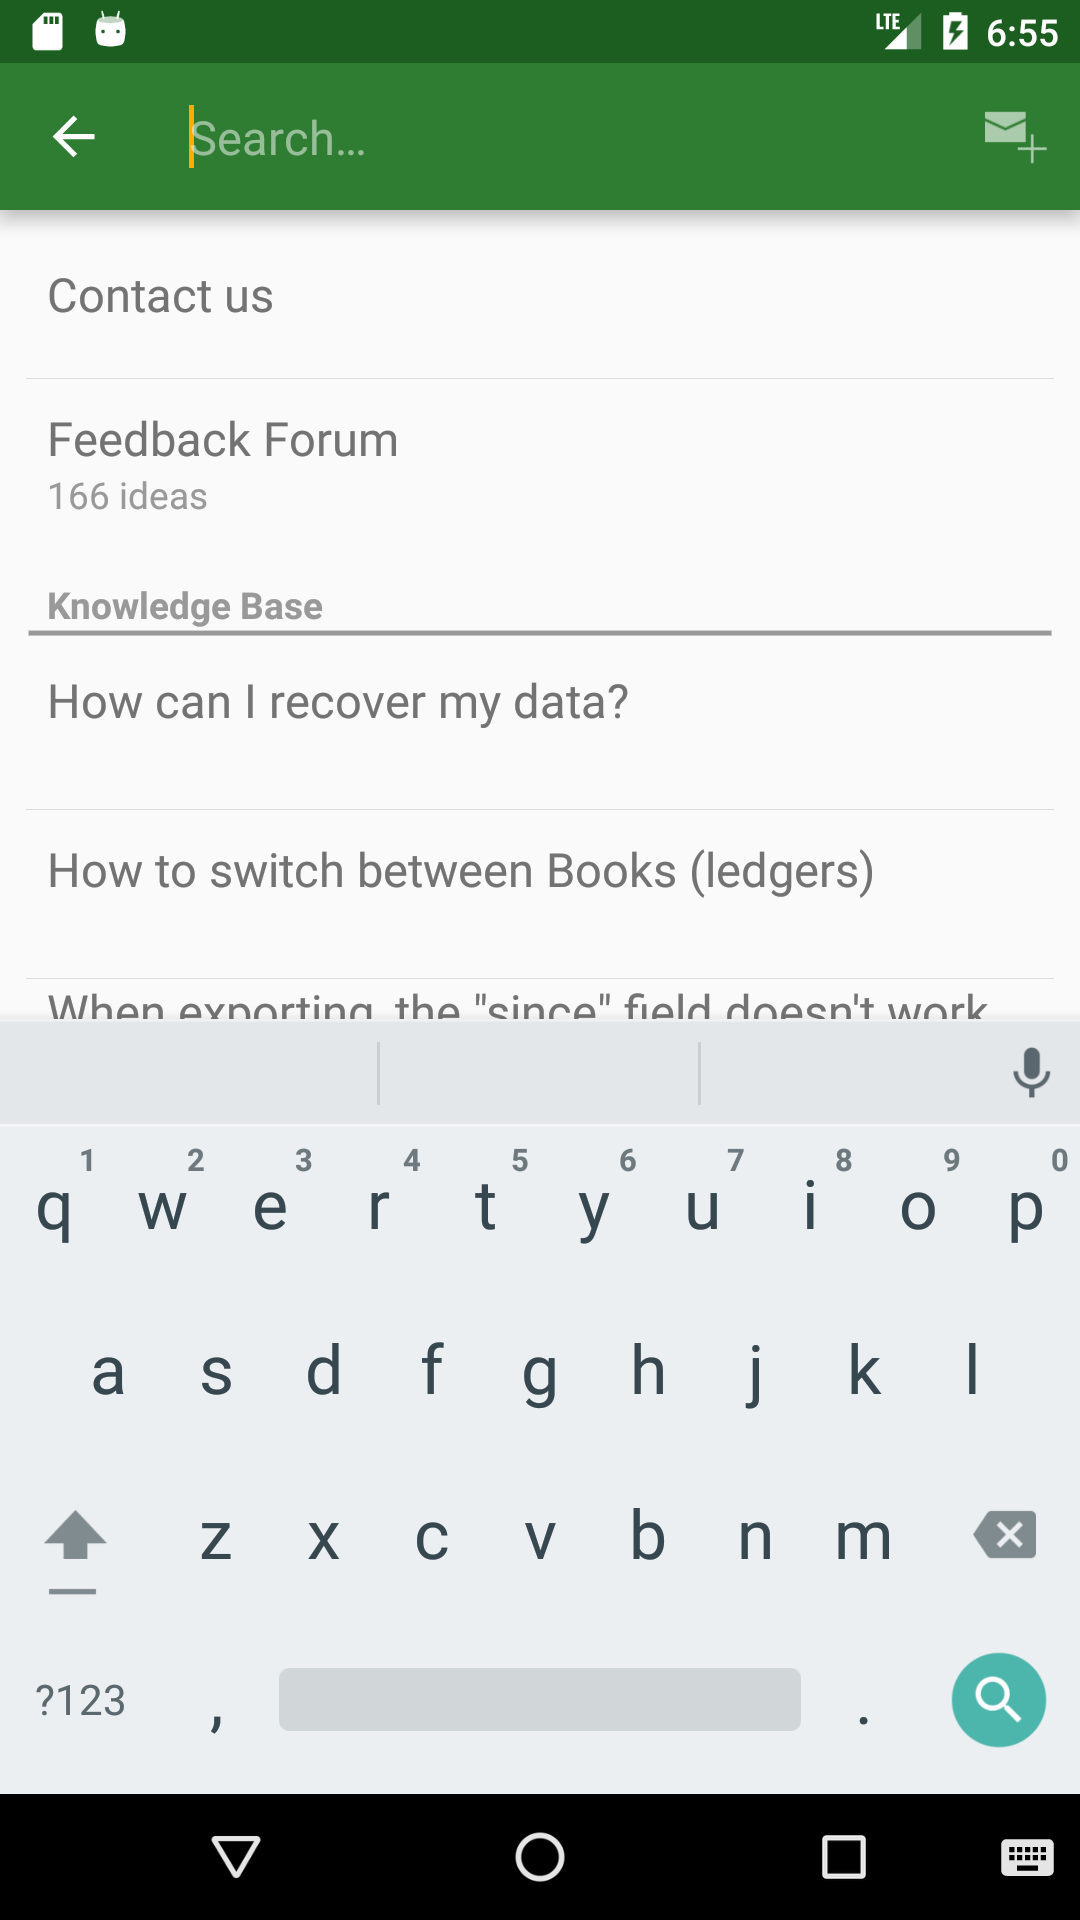 LTE 6:55
Search...
Contact us
Feedback Forum
166 ideas
Knowledge Base
How can I recover my data?
How to switch between Books (ledgers)
When exporting, the "since" field doesn't work
1 2 3 4 5 6 7 8 9 0
q w e r t y u i o p
a s d f g h j k l
z x c v b n m
?123 , .